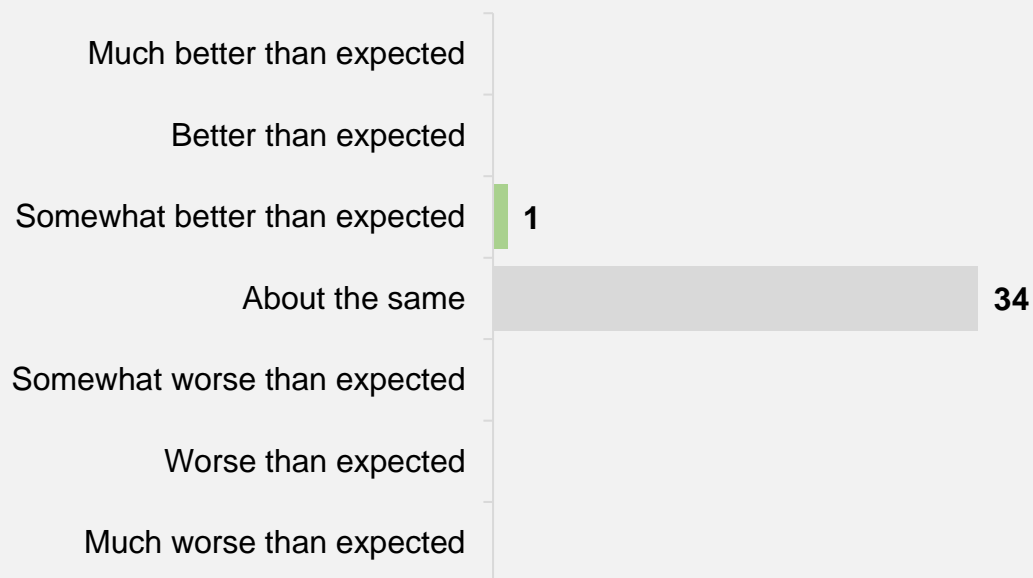 Much better than expected
Better than expected
Somewhat better than expected 1
About the same 34
Somewhat worse than expected
Worse than expected
Much worse than expected